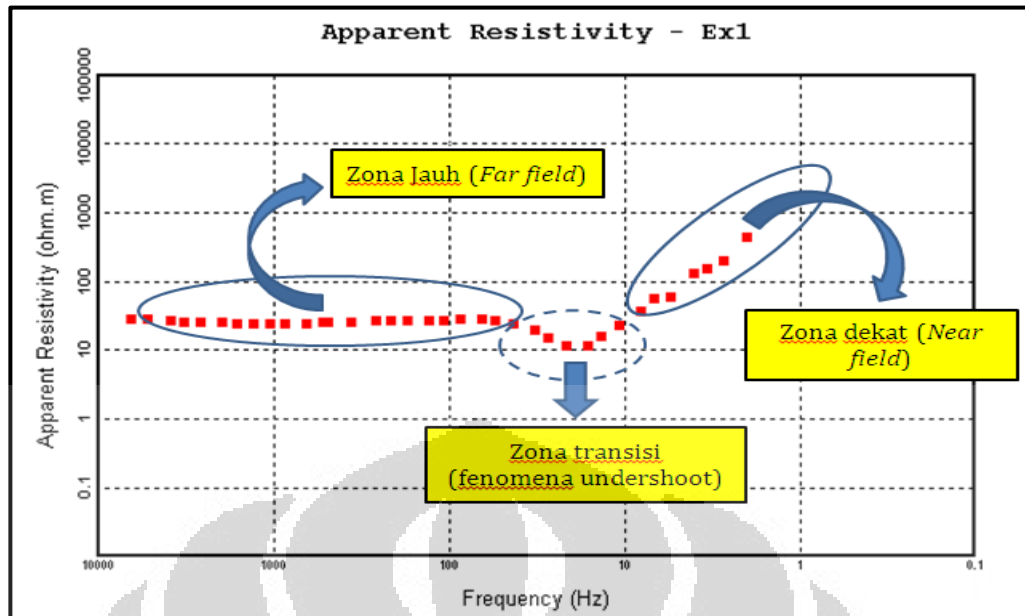 Apparent Resistivity - Ex1
Apparent Resistivity (ohm.m)
100000
10000
1000
100
10
1
0.1
Zona Jauh (Far field)
Zona dekat (Near
field)
Zona transisi
(fenomena undershoot)
10000
1000
100
10
1
0.1
Frequency (Hz)